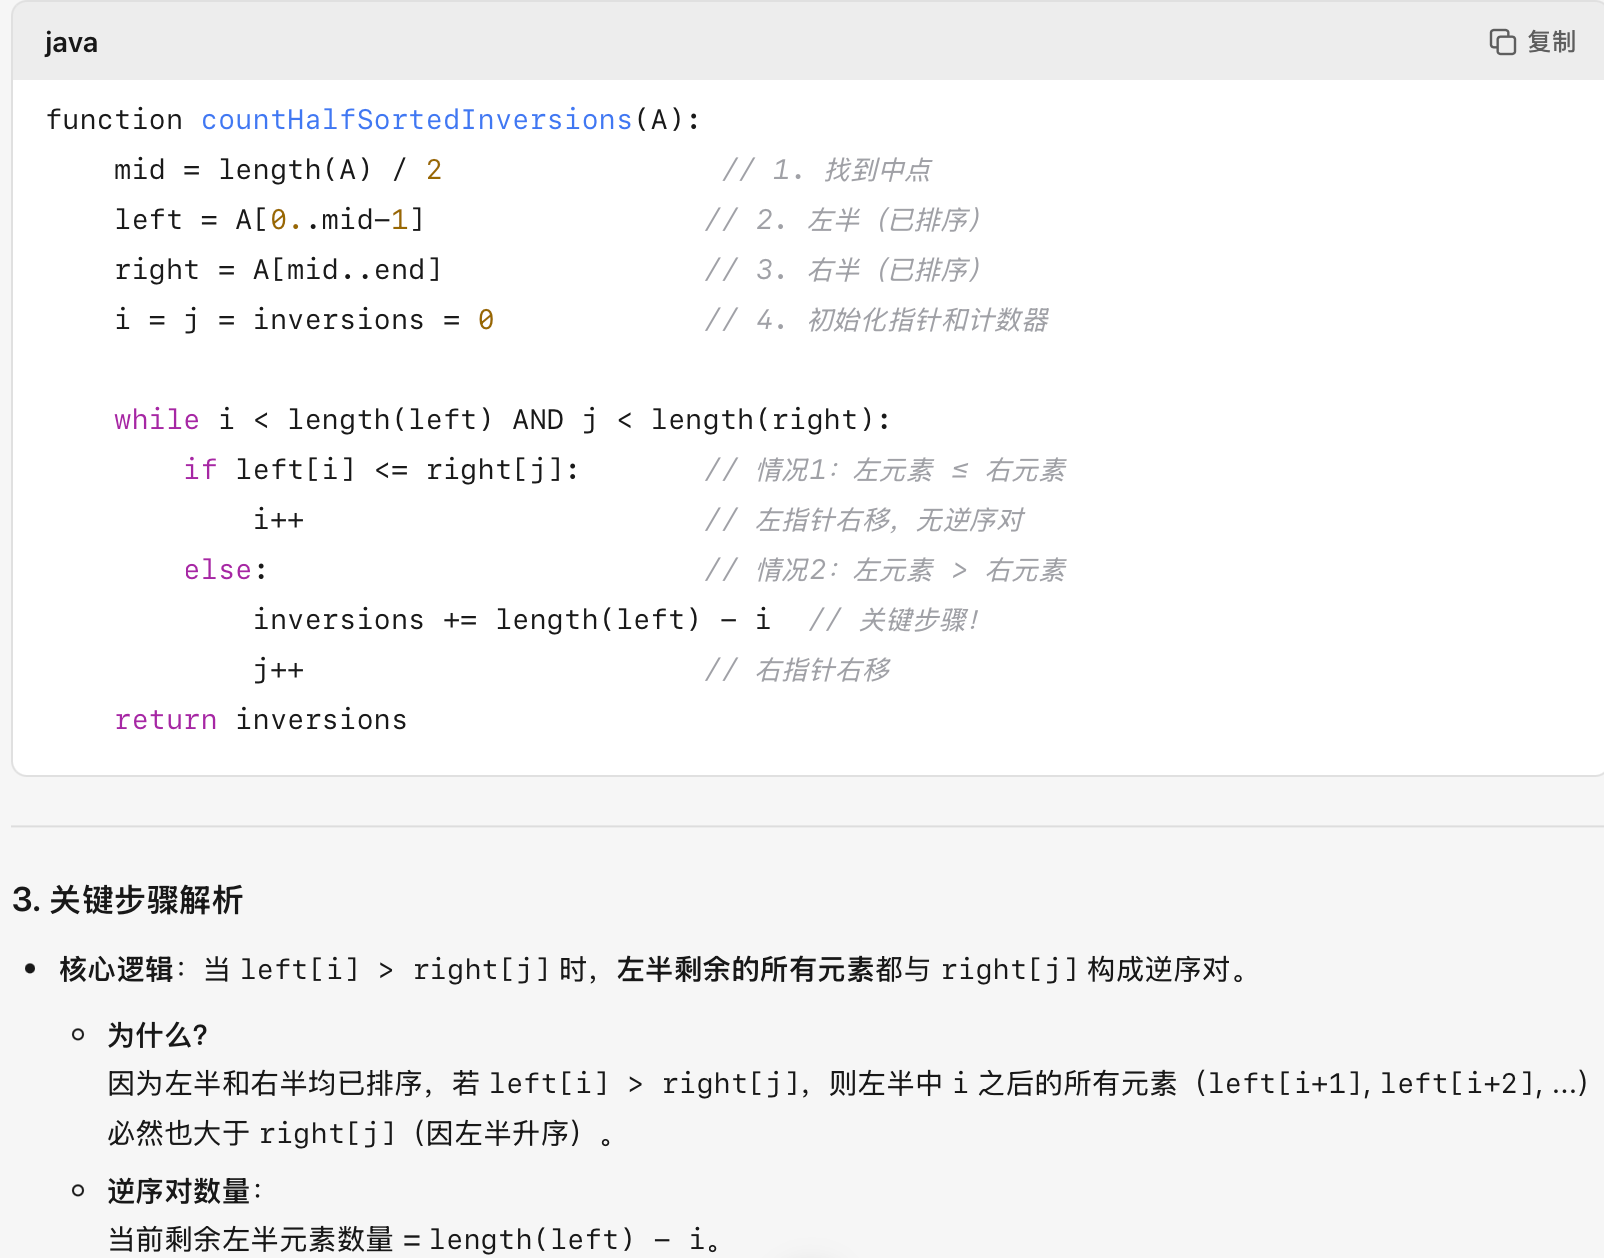 java
复制
function countHalfSortedInversions(A):
    mid = length(A) / 2                // 1. 找到中点
    left = A[0..mid-1]                // 2. 左半（已排序）
    right = A[mid..end]               // 3. 右半（已排序）
    i = j = inversions = 0            // 4. 初始化指针和计数器
    while i < length(left) AND j < length(right):
        if left[i] <= right[j]:       // 情况1：左元素 ≤ 右元素
            i++                       // 左指针右移，无逆序对
        else:                         // 情况2：左元素 > 右元素
            inversions += length(left) - i  // 关键步骤！
            j++                       // 右指针右移
    return inversions
3. 关键步骤解析
• 核心逻辑：当 left[i] > right[j] 时，左半剩余的所有元素都与 right[j] 构成逆序对。
◦ 为什么？
因为左半和右半均已排序，若 left[i] > right[j]，则左半中 i 之后的所有元素（left[i+1], left[i+2], ...）
必然也大于 right[j]（因左半升序）。
◦ 逆序对数量：
当前剩余左半元素数量 = length(left) - i。